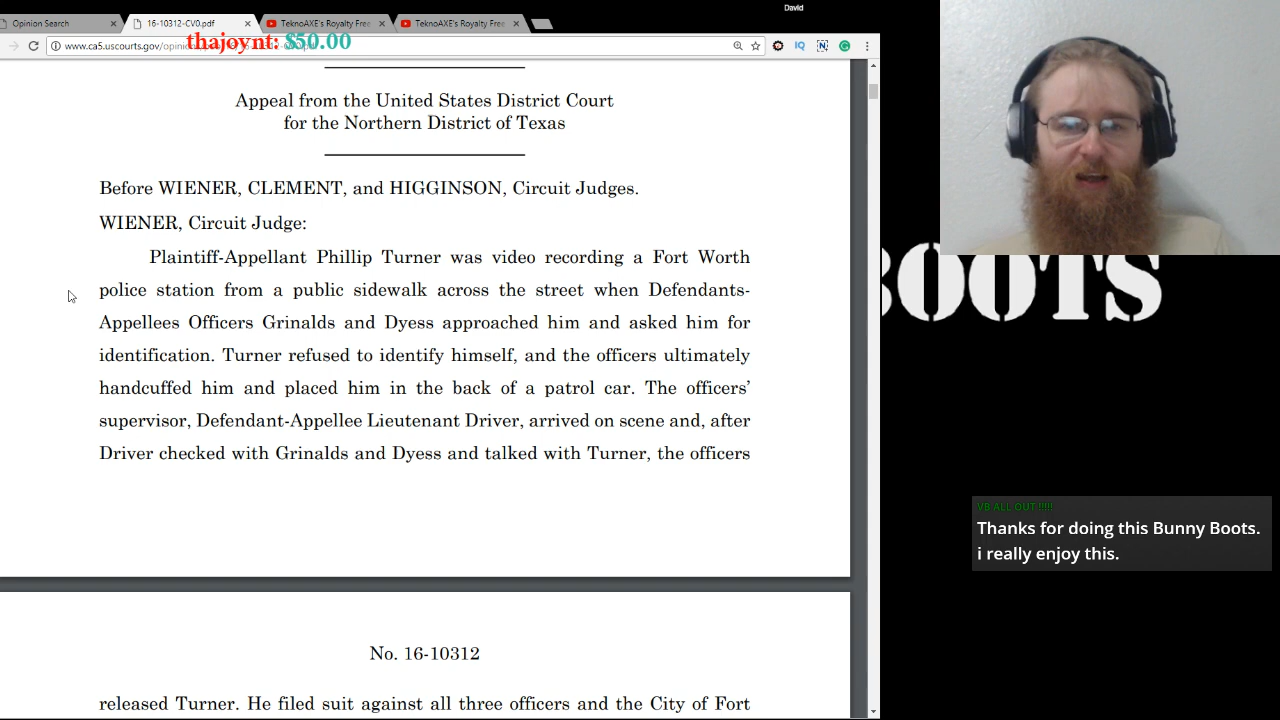 David
Opinion Search
16-10312-CV0.pdf
TeknoAXE's Royalty Free
TeknoAXE's Royalty Free
thajoynt: $50.00
www.ca5.uscourts.gov/opin
Appeal from the United States District Court
for the Northern District of Texas
Before WIENER, CLEMENT, and HIGGINSON, Circuit Judges.
WIENER, Circuit Judge:
Plaintiff-Appellant Phillip Turner was video recording a Fort Worth
police station from a public sidewalk across the street when Defendants-
Appellees Officers Grinalds and Dyess approached him and asked him for
identification. Turner refused to identify himself, and the officers ultimately
handcuffed him and placed him in the back of a patrol car. The officers'
supervisor, Defendant-Appellee Lieutenant Driver, arrived on scene and, after
Driver checked with Grinalds and Dyess and talked with Turner, the officers
No. 16-10312
released Turner. He filed suit against all three officers and the City of Fort
BOOTS
V8 ALL OUT !!!!!
Thanks for doing this Bunny Boots.
i really enjoy this.